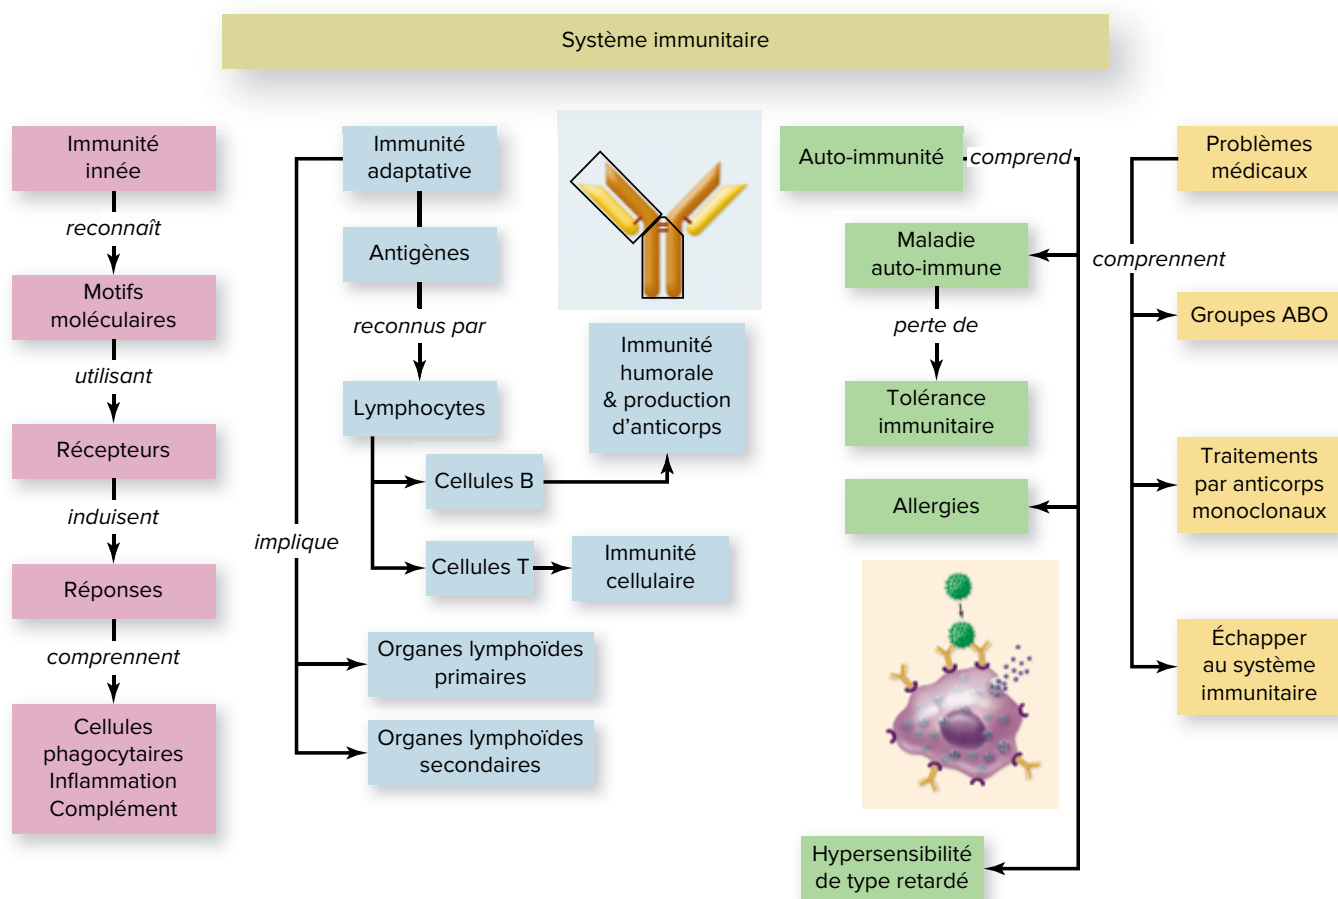 Système immunitaire
Immunité
innée
reconnaît
Motifs
moléculaires
utilisant
Récepteurs
induisent
Réponses
comprennent
Cellules
phagocytaires
Inflammation
Complément
Immunité
adaptative
Antigènes
reconnus par
Lymphocytes
Cellules B
Immunité
humorale
& production
d’anticorps
Cellules T
Immunité
cellulaire
implique
Organes lymphoïdes
primaires
Organes lymphoïdes
secondaires
Auto-immunité
comprend
Maladie
auto-immune
perte de
Tolérance
immunitaire
Allergies
Hypersensibilité
de type retardé
Problèmes
médicaux
comprennent
Groupes ABO
Traitements
par anticorps
monoclonaux
Échapper
au système
immunitaire